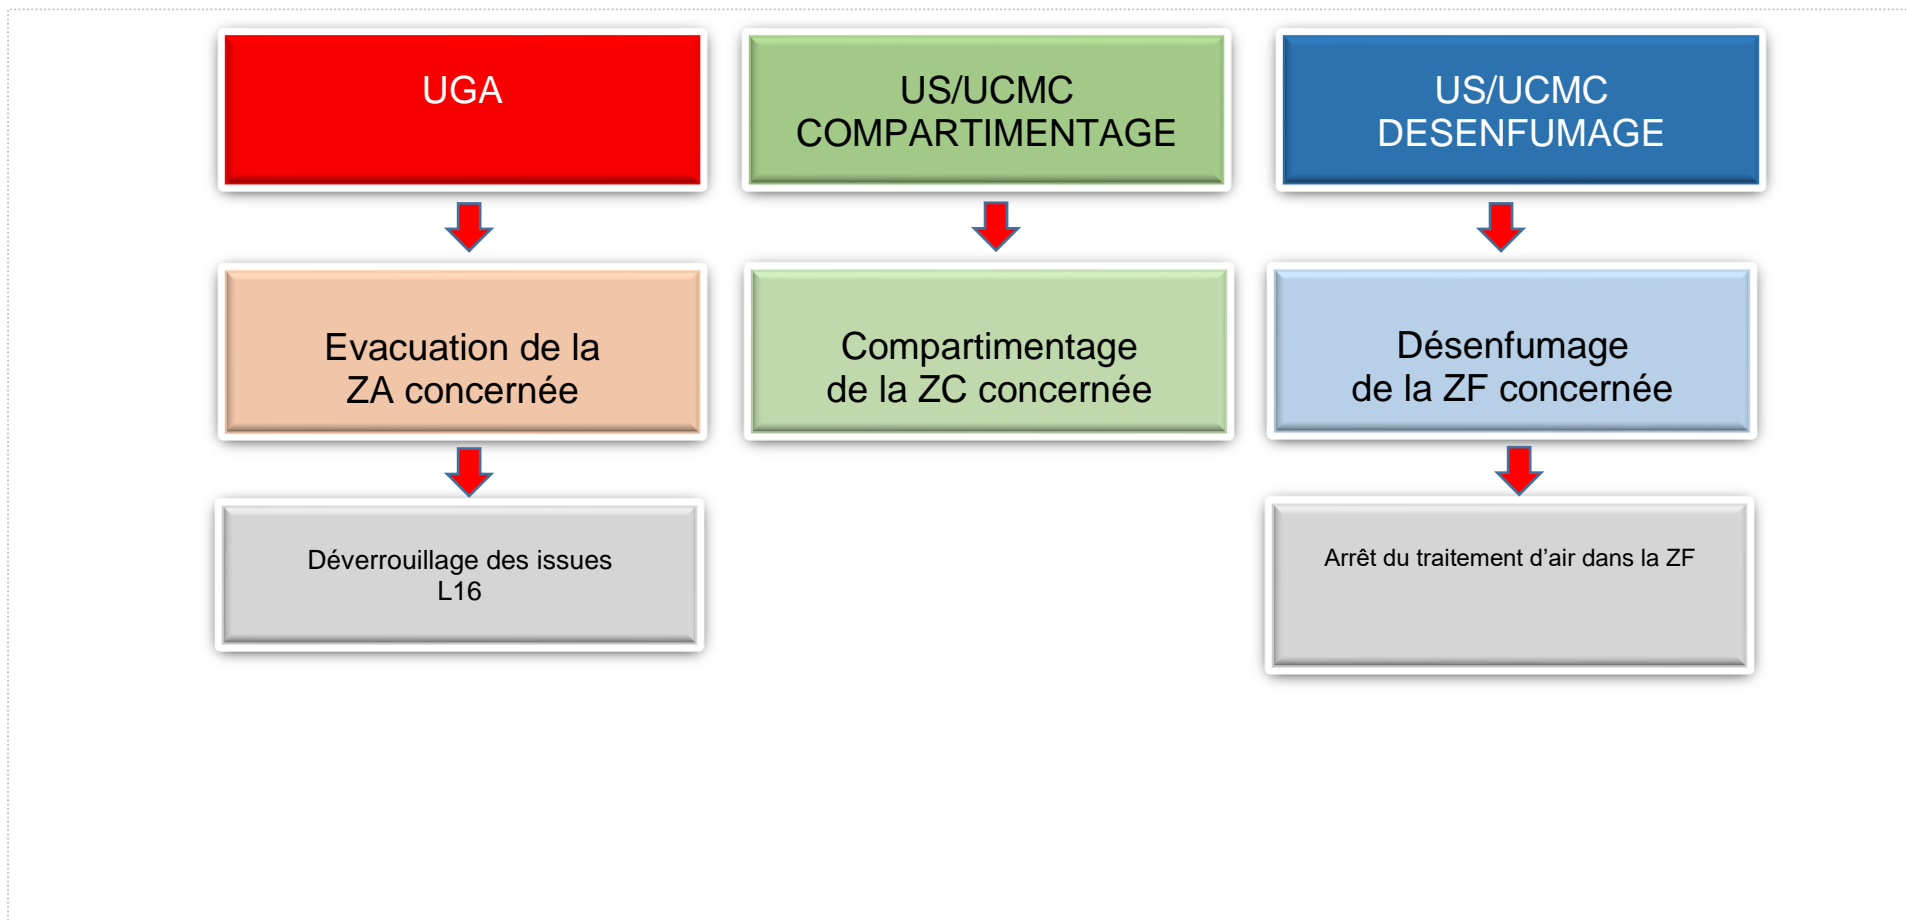 UGA
US/UCMC
COMPARTIMENTAGE
US/UCMC
DESENFUMAGE
Evacuation de la
ZA concernée
Compartimentage
de la ZC concernée
Désenfumage
de la ZF concernée
Déverrouillage des issues
L16
Arrêt du traitement d’air dans la ZF